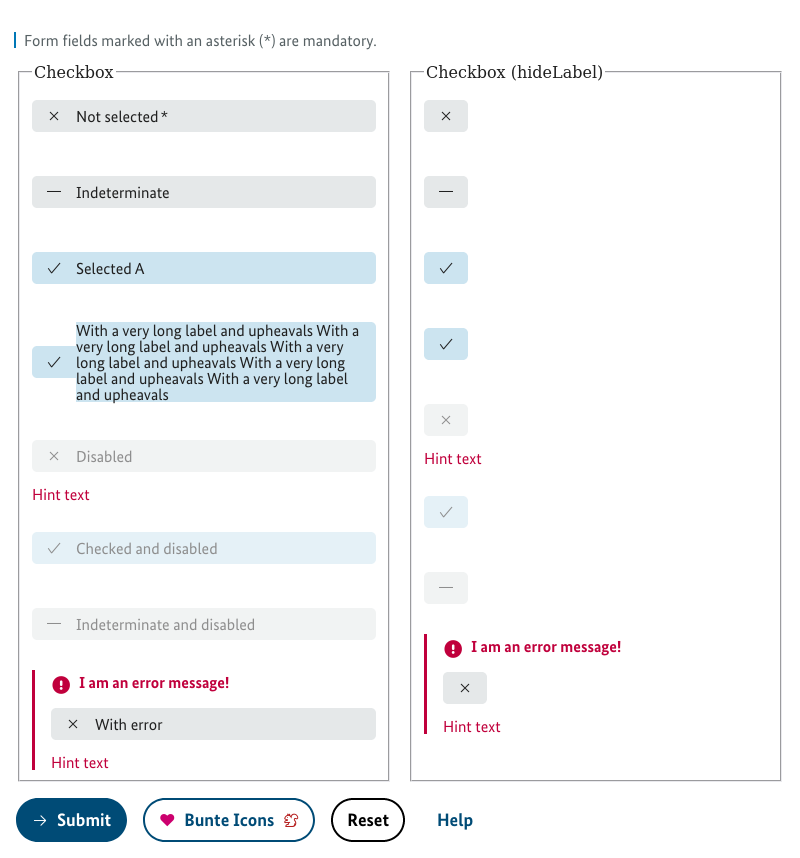 Form fields marked with an asterisk (*) are mandatory.
Checkbox
Not selected *
Indeterminate
Selected A
With a very long label and upheavals With a
very long label and upheavals With a very
long label and upheavals With a very long
label and upheavals With a very long label
and upheavals
Disabled
Hint text
Checked and disabled
Indeterminate and disabled
I am an error message!
With error
Hint text
Checkbox (hideLabel)
Hint text
I am an error message!
Hint text
Submit
Bunte Icons
Reset
Help